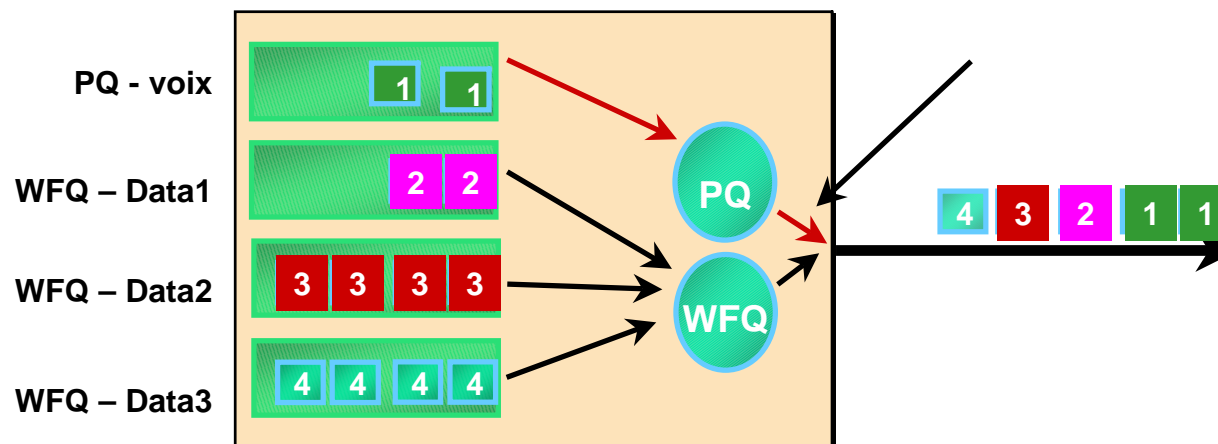 PQ - voix
1 1
WFQ – Data1
2 2
PQ
4 3 2 1 1
WFQ – Data2
3 3 3 3
WFQ
WFQ – Data3
4 4 4 4